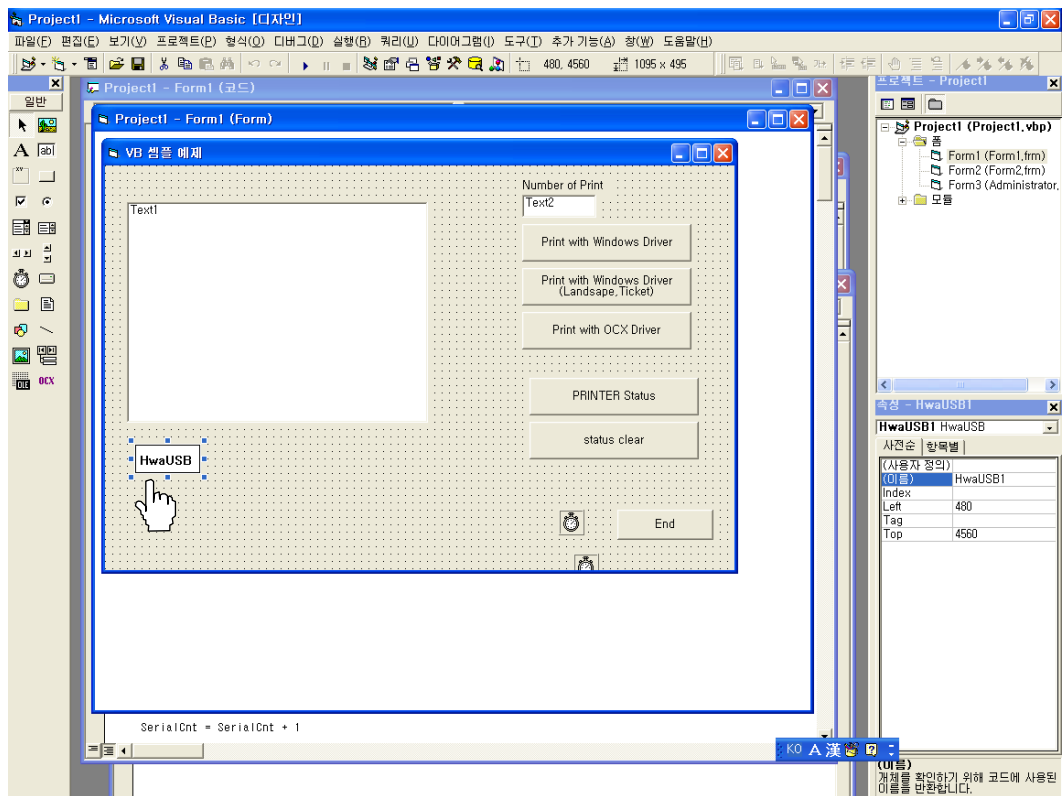 Project1 - Microsoft Visual Basic [디자인]
파일(F) 편집(E) 보기(V) 프로젝트(P) 형식(O) 디버그(D) 실행(R) 쿼리(U) 다이어그램(I) 도구(T) 추가 기능(A) 창(W) 도움말(H)
480, 4560 1095 x 495
일반
Project1 - Form1 (코드)
Project1 - Form1 (Form)
VB 샘플 예제
Number of Print
Text1
Text2
Print with Windows Driver
Print with Windows Driver
(Landsape,Ticket)
Print with OCX Driver
PRINTER Status
status clear
HwaUSB
End
SerialCnt = SerialCnt + 1
A
abl
OLE
OCX
프로젝트 - Project1
Project1 (Project1.vbp)
폼
Form1 (Form1.frm)
Form2 (Form2.frm)
Form3 (Administrator.
모듈
속성 - HwaUSB1
HwaUSB1 HwaUSB
사전순 항목별
(사용자 정의)
(이름) HwaUSB1
Index
Left 480
Tag
Top 4560
KO A 漢
(이름)
개체를 확인하기 위해 코드에 사용된
이름을 반환합니다.